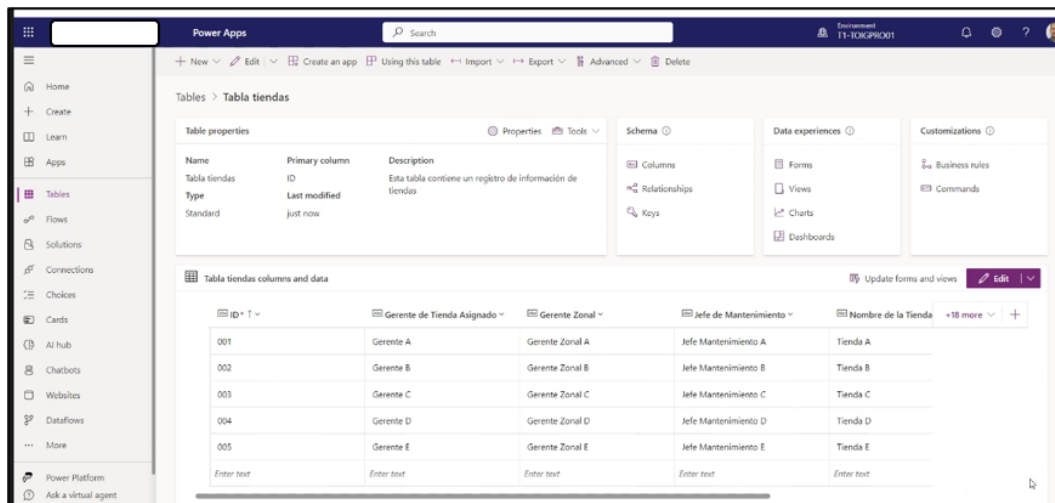 Power Apps
Search
Environment
T1-TOIGPRO01
?
New
Edit
Create an app
Using this table
Import
Export
Advanced
Delete
Home
Create
Learn
Apps
Tables
Flows
Solutions
Connections
Choices
Cards
AI hub
Chatbots
Websites
Dataflows
More
Power Platform
Ask a virtual agent
Tables > Tabla tiendas
Table properties
Properties
Tools
Name
Primary column
Description
Tabla tiendas
ID
Esta tabla contiene un registro de información de
tiendas
Type
Last modified
Standard
just now
Schema
Columns
Relationships
Keys
Data experiences
Forms
Views
Charts
Dashboards
Customizations
Business rules
Commands
Tabla tiendas columns and data
Update forms and views
Edit
ID * ↑ Gerente de Tienda Asignado Gerente Zonal Jefe de Mantenimiento Nombre de la Tienda +18 more +
001 Gerente A Gerente Zonal A Jefe Mantenimiento A Tienda A
002 Gerente B Gerente Zonal B Jefe Mantenimiento B Tienda B
003 Gerente C Gerente Zonal C Jefe Mantenimiento C Tienda C
004 Gerente D Gerente Zonal D Jefe Mantenimiento D Tienda D
005 Gerente E Gerente Zonal E Jefe Mantenimiento E Tienda E
Enter text Enter text Enter text Enter text Enter text